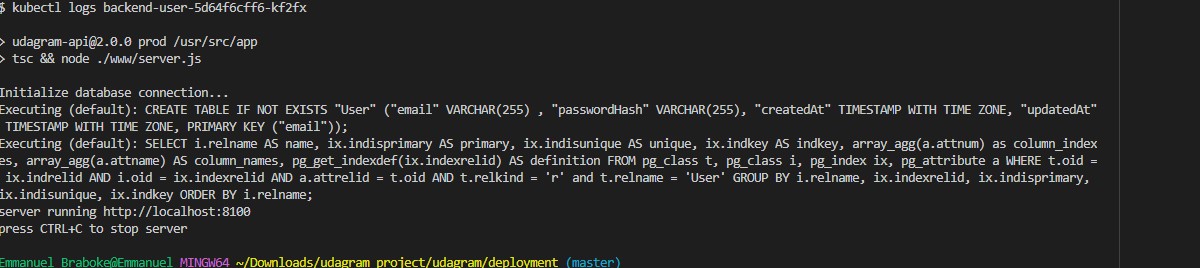 $ kubectl logs backend-user-5d64f6cff6-kf2fx
> udagram-api@2.0.0 prod /usr/src/app
> tsc && node ./www/server.js
Initialize database connection...
Executing (default): CREATE TABLE IF NOT EXISTS "User" ("email" VARCHAR(255) , "passwordHash" VARCHAR(255), "createdAt" TIMESTAMP WITH TIME ZONE, "updatedAt"
TIMESTAMP WITH TIME ZONE, PRIMARY KEY ("email"));
Executing (default): SELECT i.relname AS name, ix.indisprimary AS primary, ix.indisunique AS unique, ix.indkey AS indkey, array_agg(a.attnum) as column_index
es, array_agg(a.attname) AS column_names, pg_get_indexdef(ix.indexrelid) AS definition FROM pg_class t, pg_class i, pg_index ix, pg_attribute a WHERE t.oid =
ix.indrelid AND i.oid = ix.indexrelid AND a.attrelid = t.oid AND t.relkind = 'r' and t.relname = 'User' GROUP BY i.relname, ix.indexrelid, ix.indisprimary,
ix.indisunique, ix.indkey ORDER BY i.relname;
server running http://localhost:8100
press CTRL+C to stop server
Emmanuel Braboke@Emmanuel MINGW64 ~/Downloads/udagram project/udagram/deployment (master)